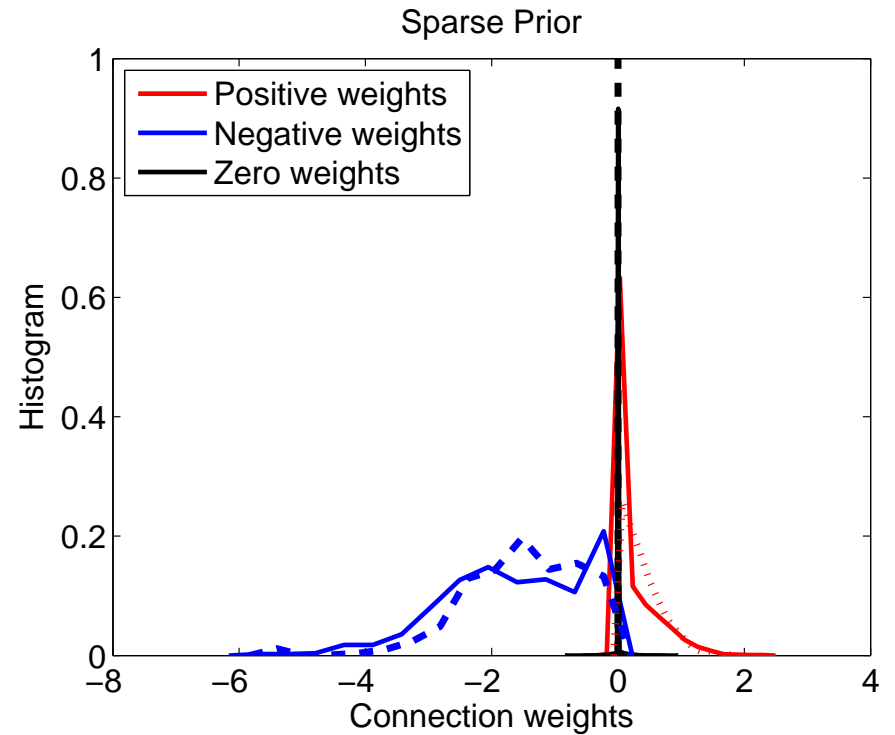 Sparse Prior
1
Positive weights
Negative weights
Zero weights
0.8
0.6
0.4
0.2
0
Histogram
−8
−6
−4
−2
0
2
4
Connection weights